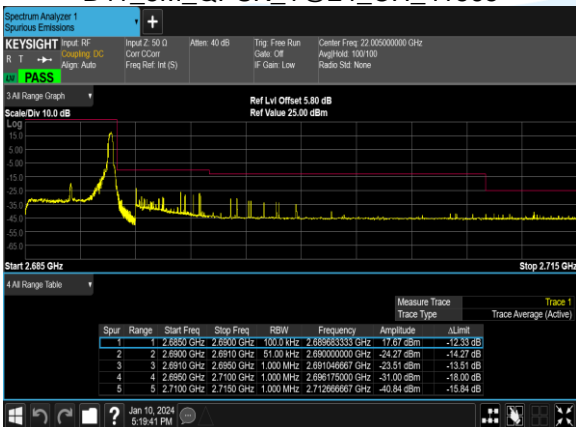 Spectrum Analyzer 1
Spurious Emissions
+
KEYSIGHT Input: RF Input Z: 50 Ω Atten: 40 dB Trig: Free Run Center Freq: 22.005000000 GHz
R T Coupling: DC Corr CCorr Gate: Off Avg|Hold: 100/100
Align: Auto Freq Ref: Int (S) IF Gain: Low Radio Std: None
LW PASS
3 All Range Graph
Ref Lvl Offset 5.80 dB
Scale/Div 10.0 dB Ref Value 25.00 dBm
Log
15.0
5.00
-5.00
-15.0
-25.0
-35.0
-45.0
-55.0
-65.0
Start 2.685 GHz Stop 2.715 GHz
4 All Range Table
Measure Trace Trace 1
Trace Type Trace Average (Active)
Spur Range Start Freq Stop Freq RBW Frequency Amplitude ΔLimit
1 1 2.6850 GHz 2.6900 GHz 100.0 kHz 2.689683333 GHz 17.67 dBm -12.33 dB
2 2 2.6900 GHz 2.6910 GHz 51.00 kHz 2.690000000 GHz -24.27 dBm -14.27 dB
3 3 2.6910 GHz 2.6950 GHz 1.000 MHz 2.691046667 GHz -23.51 dBm -13.51 dB
4 4 2.6950 GHz 2.7100 GHz 1.000 MHz 2.696175000 GHz -31.00 dBm -18.00 dB
5 5 2.7100 GHz 2.7150 GHz 1.000 MHz 2.712666667 GHz -40.84 dBm -15.84 dB
?
Jan 10, 2024
5:19:41 PM